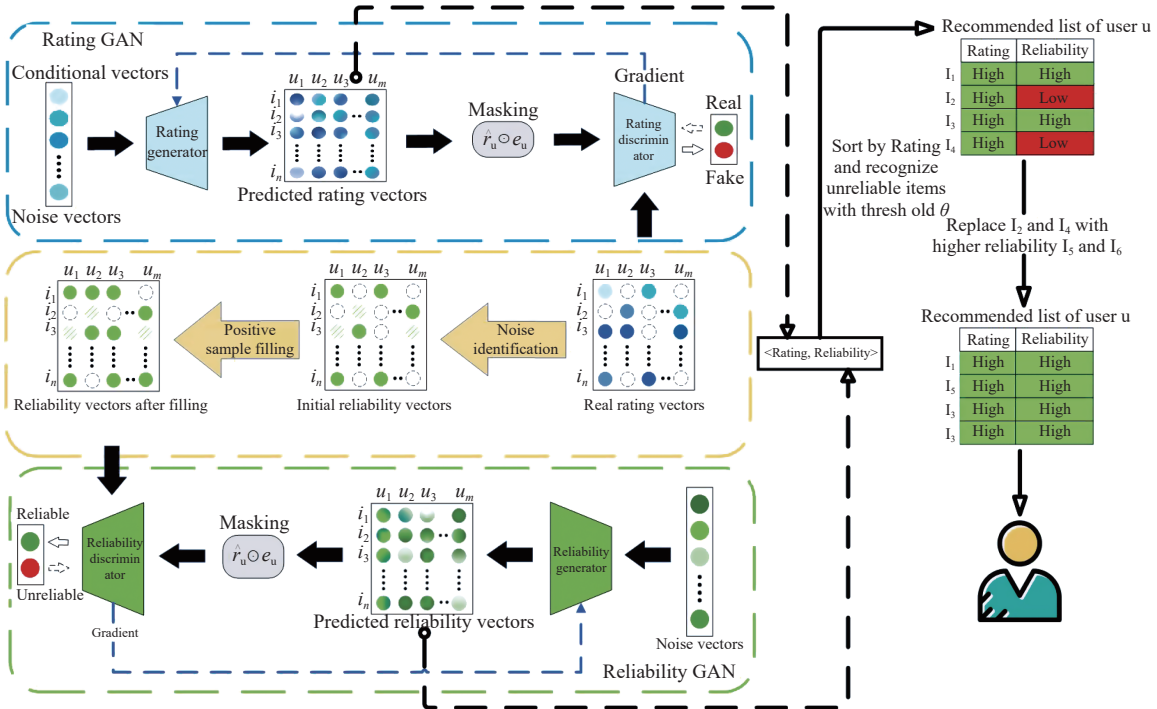 Rating GAN
Conditional vectors
Noise vectors
Rating
generator
u1 u2 u3 um
i1
i2
i3
in
Predicted rating vectors
Masking
r̂u⊙eu
Gradient
Rating
discrimin
ator
Real
Fake
u1 u2 u3 um
i1
i2
i3
in
Reliability vectors after filling
Positive
sample filling
u1 u2 u3 um
i1
i2
i3
in
Initial reliability vectors
Noise
identification
u1 u2 u3 um
i1
i2
i3
in
Real rating vectors
Reliable
Unreliable
Reliability
discrimin
ator
Gradient
Masking
r̂u⊙eu
u1 u2 u3 um
i1
i2
i3
in
Predicted reliability vectors
Reliability
generator
Noise vectors
Reliability GAN
<Rating, Reliability>
Sort by Rating
and recognize
unreliable items
with thresh old θ
Recommended list of user u
Rating Reliability
I1 High High
I2 High Low
I3 High High
I4 High Low
Replace I2 and I4 with
higher reliability I5 and I6
Recommended list of user u
Rating Reliability
I1 High High
I5 High High
I3 High High
I3 High High